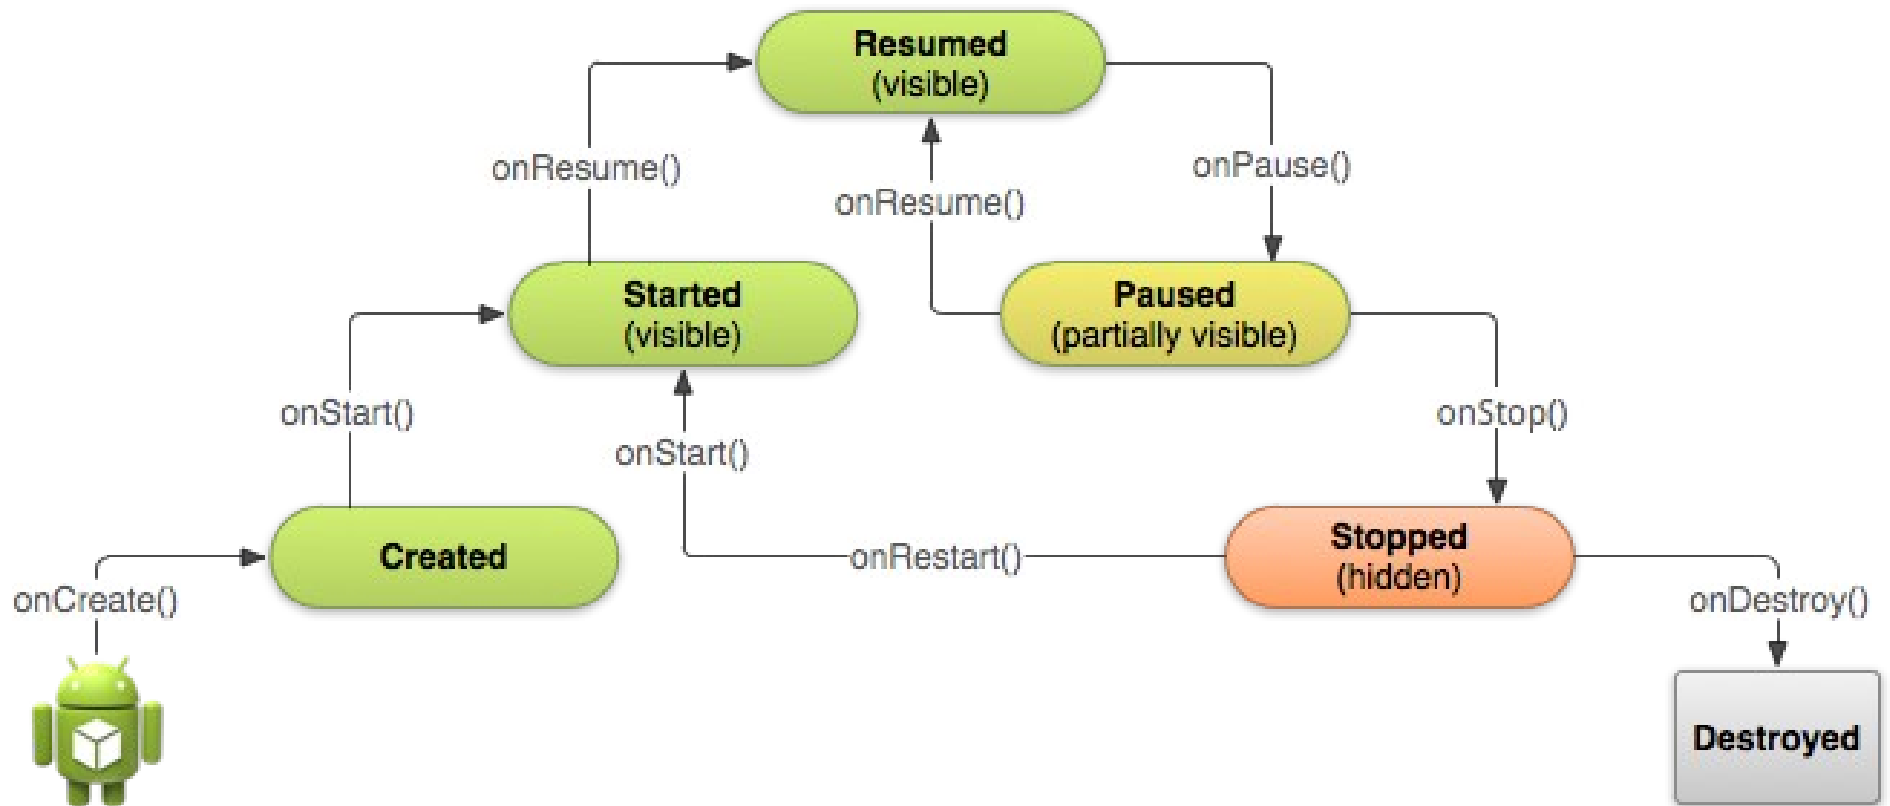 Resumed
(visible)
onResume()
onPause()
onResume()
Started
(visible)
Paused
(partially visible)
onStart()
onStop()
onStart()
Created
onRestart()
Stopped
(hidden)
onCreate()
onDestroy()
Destroyed